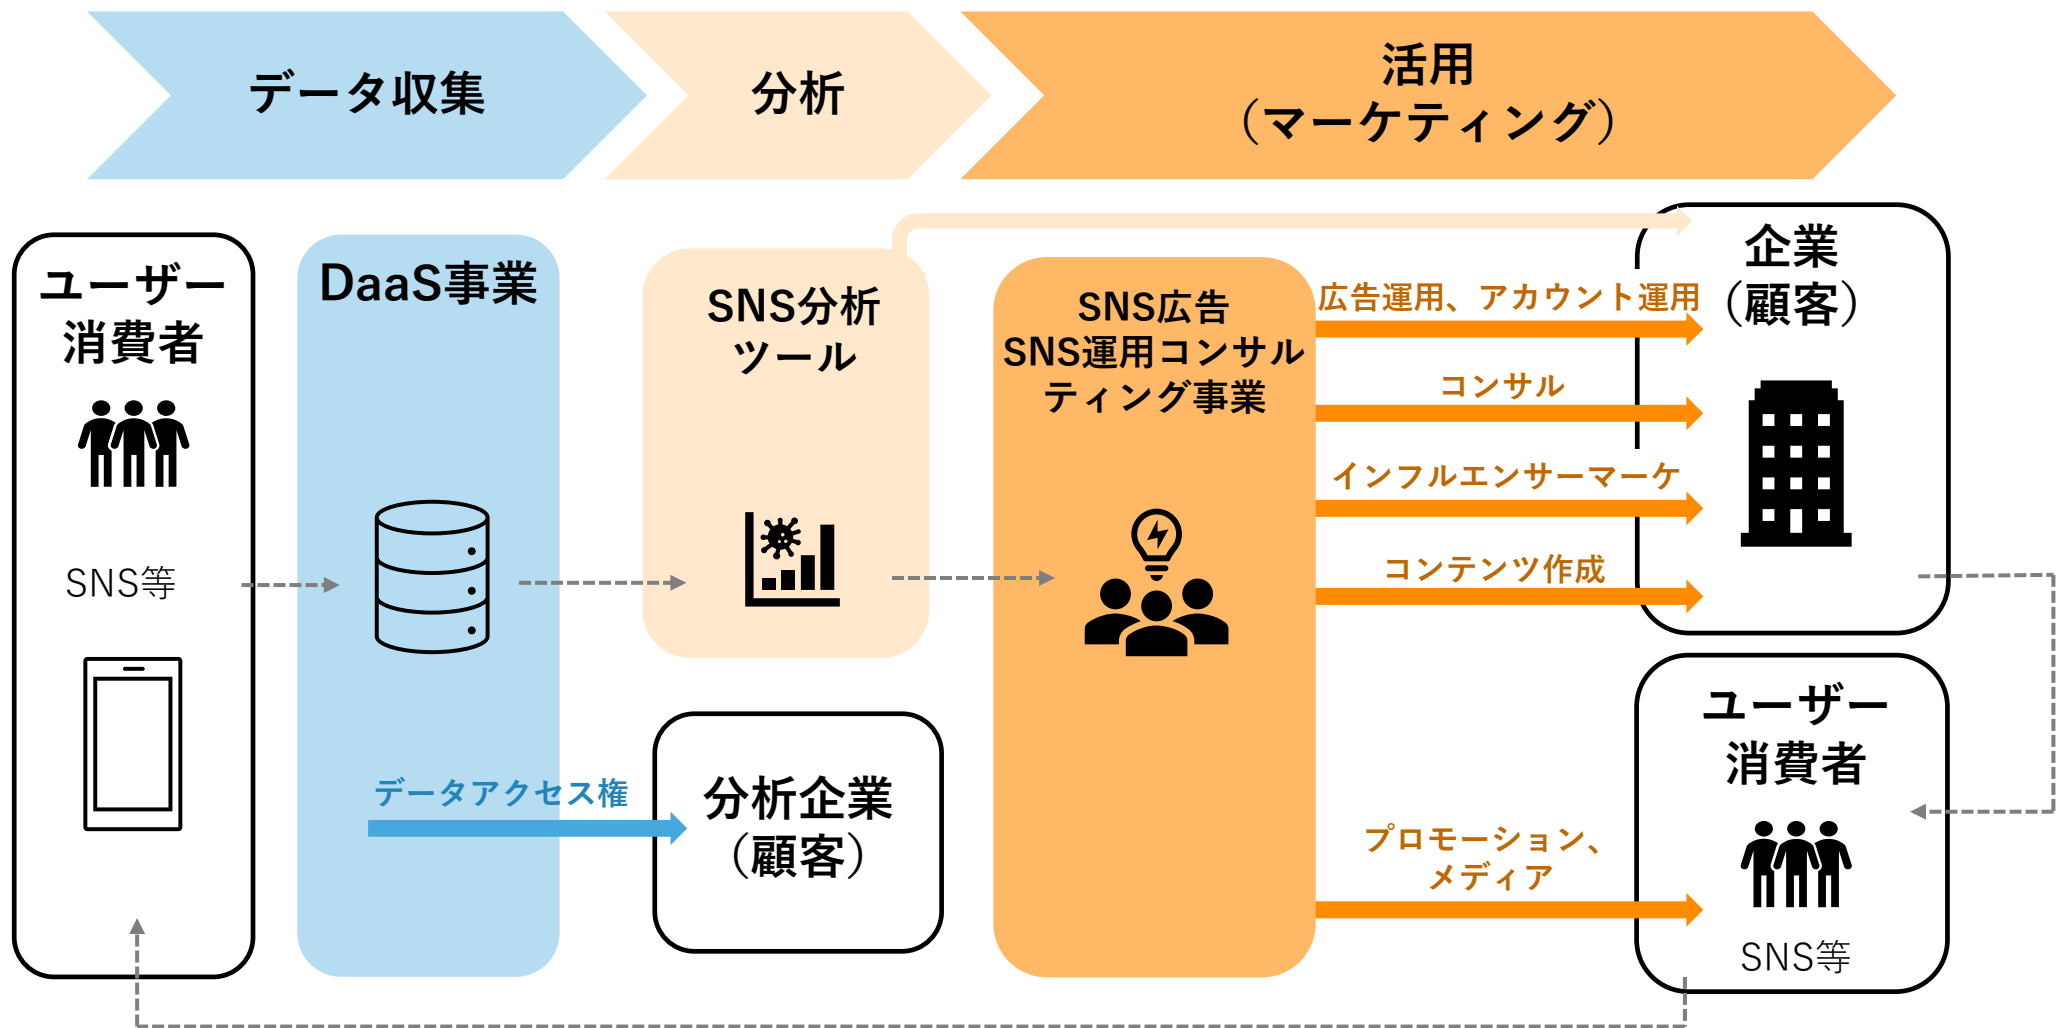 データ収集
分析
活用
（マーケティング）
ユーザー
消費者
SNS等
DaaS事業
データアクセス権
SNS分析
ツール
分析企業
（顧客）
SNS広告
SNS運用コンサル
ティング事業
広告運用、アカウント運用
コンサル
インフルエンサーマーケ
コンテンツ作成
プロモーション、
メディア
企業
（顧客）
ユーザー
消費者
SNS等